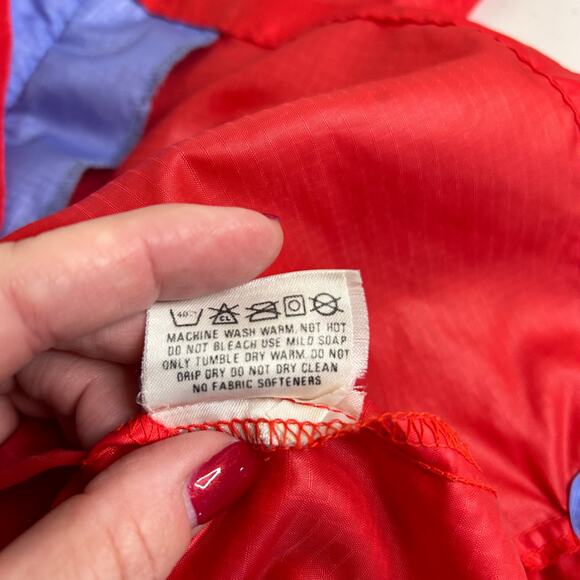 40°
CL
MACHINE WASH WARM, NOT HOT
DO NOT BLEACH USE MILD SOAP
ONLY TUMBLE DRY WARM. DO NOT
DRIP DRY DO NOT DRY CLEAN
NO FABRIC SOFTENERS